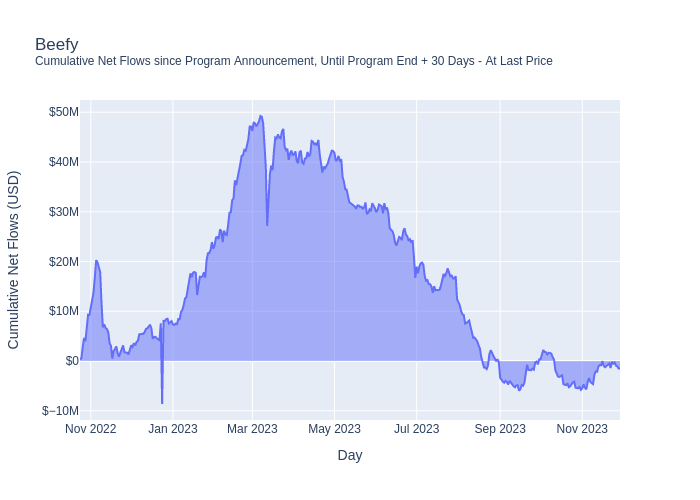 Beefy
Cumulative Net Flows since Program Announcement, Until Program End + 30 Days - At Last Price
Cumulative Net Flows (USD)
$50M
$40M
$30M
$20M
$10M
$0
$−10M
Nov 2022
Jan 2023
Mar 2023
May 2023
Jul 2023
Sep 2023
Nov 2023
Day